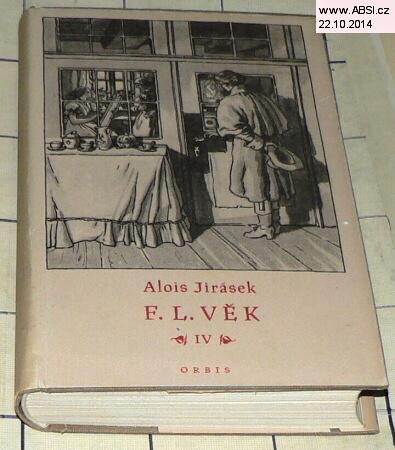 www.ABSI.cz
22.10.2014
Alois Jirásek
F. L. VĚK
IV
ORBIS